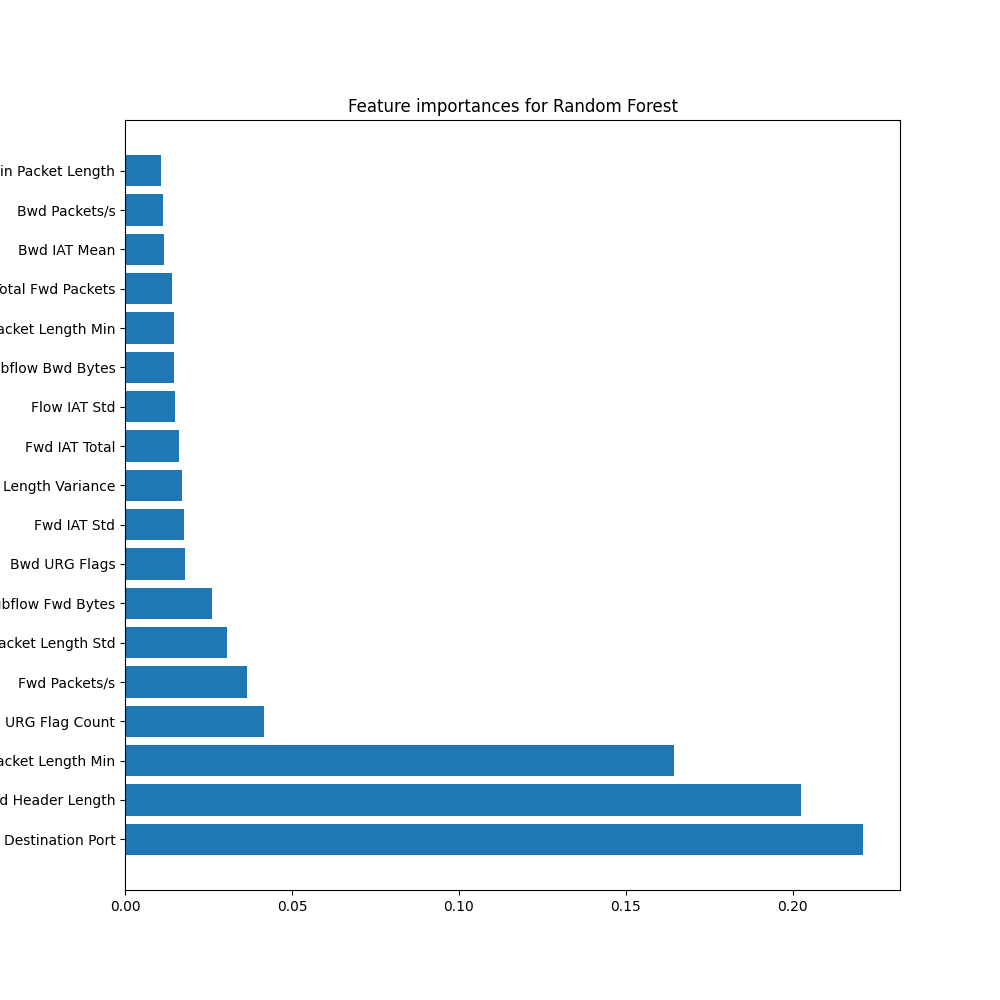 Feature importances for Random Forest
in Packet Length
Bwd Packets/s
Bwd IAT Mean
Total Fwd Packets
acket Length Min
bflow Bwd Bytes
Flow IAT Std
Fwd IAT Total
Length Variance
Fwd IAT Std
Bwd URG Flags
bflow Fwd Bytes
acket Length Std
Fwd Packets/s
URG Flag Count
acket Length Min
d Header Length
Destination Port
0.00 0.05 0.10 0.15 0.20